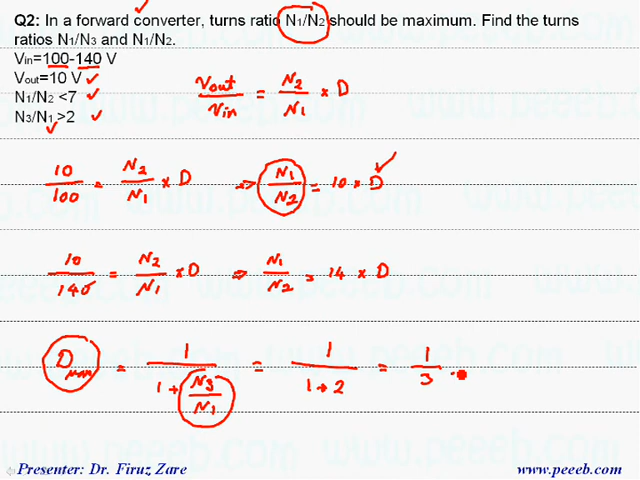 Q2: In a forward converter, turns ratio N1/N2 should be maximum. Find the turns
ratios N1/N3 and N1/N2.
Vin=100-140 V
Vout=10 V
N1/N2 <7
N3/N1 >2
Vout/Vin = N2/N1 × D
10/100 = N2/N1 × D ⇒ N1/N2 = 10 × D
10/140 = N2/N1 × D ⇒ N1/N2 = 14 × D
Dmax = 1/(1+N3/N1) = 1/(1+2) = 1/3
Presenter: Dr. Firuz Zare www.peeeb.com